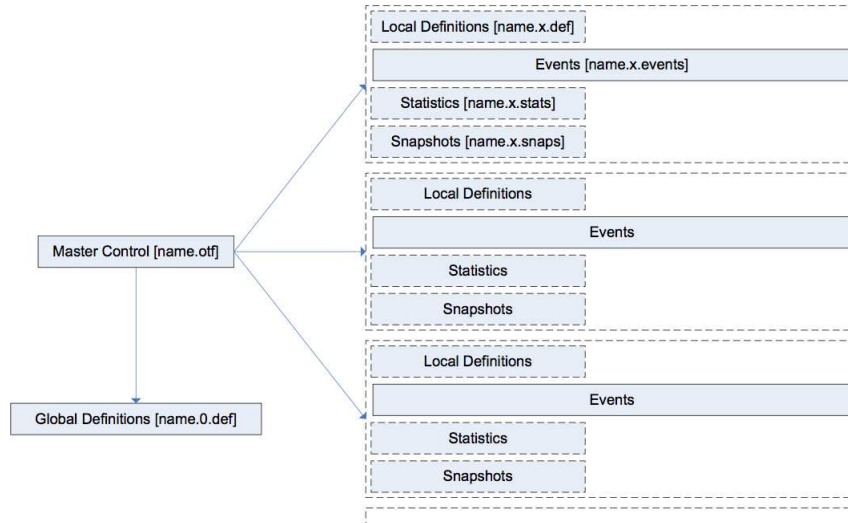 Local Definitions [name.x.def]
Events [name.x.events]
Statistics [name.x.stats]
Snapshots [name.x.snaps]
Local Definitions
Events
Statistics
Snapshots
Master Control [name.otf]
Global Definitions [name.0.def]
Local Definitions
Events
Statistics
Snapshots